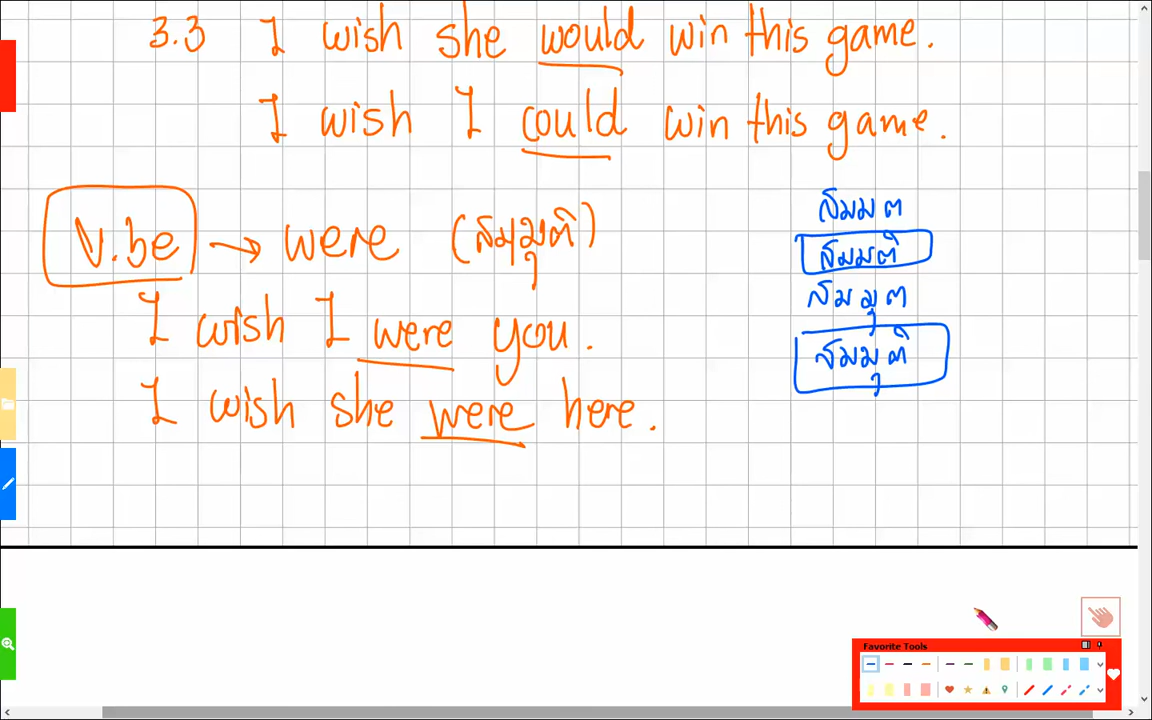 3.3 I wish she would win this game.
I wish I could win this game.
V.be → were (สมมุติ)
I wish I were you.
I wish she were here.
สมมต
สมมติ
สมมุต
สมมุติ
Favorite Tools